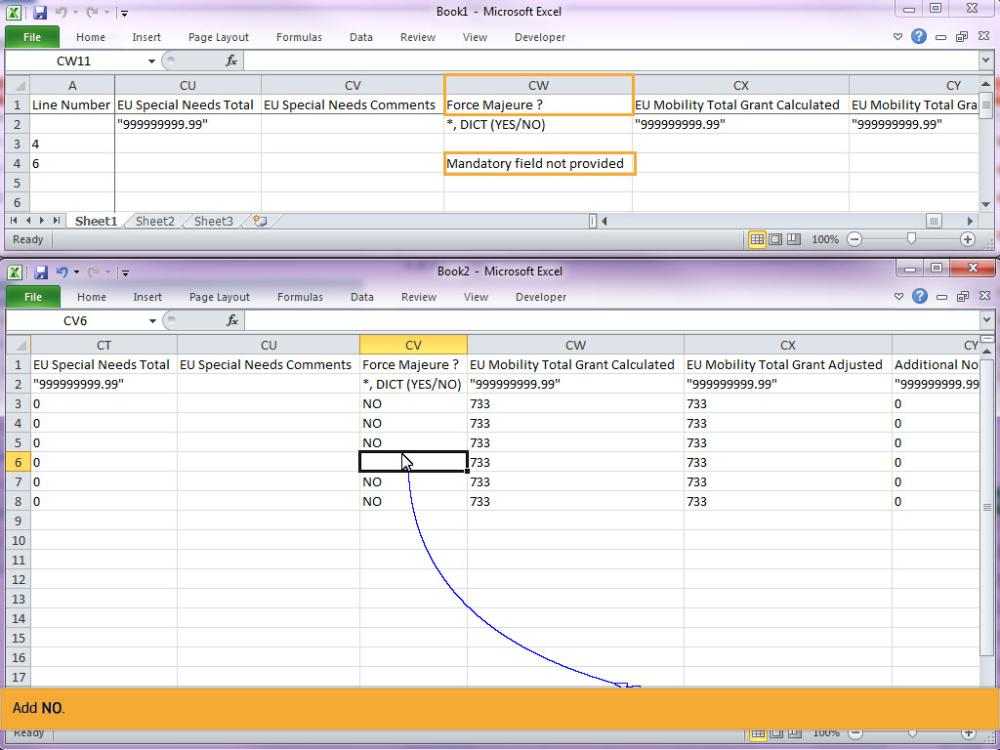 Book1 - Microsoft Excel
File Home Insert Page Layout Formulas Data Review View Developer
CW11 fx
A CU CV CW CX CY
1 Line Number EU Special Needs Total EU Special Needs Comments Force Majeure ? EU Mobility Total Grant Calculated EU Mobility Total Gra
2 "999999999.99" *, DICT (YES/NO) "999999999.99" "999999999.99"
3 4
4 6 Mandatory field not provided
5
6
Sheet1 Sheet2 Sheet3
Ready 100%
Book2 - Microsoft Excel
File Home Insert Page Layout Formulas Data Review View Developer
CV6 fx
CT CU CV CW CX CY
1 EU Special Needs Total EU Special Needs Comments Force Majeure ? EU Mobility Total Grant Calculated EU Mobility Total Grant Adjusted Additional No
2 "999999999.99" *, DICT (YES/NO) "999999999.99" "999999999.99" "999999999.99
3 0 NO 733 733 0
4 0 NO 733 733 0
5 0 NO 733 733 0
6 0 733 733 0
7 0 NO 733 733 0
8 0 NO 733 733 0
9
10
11
12
13
14
15
16
17
Add NO.
Ready 100%